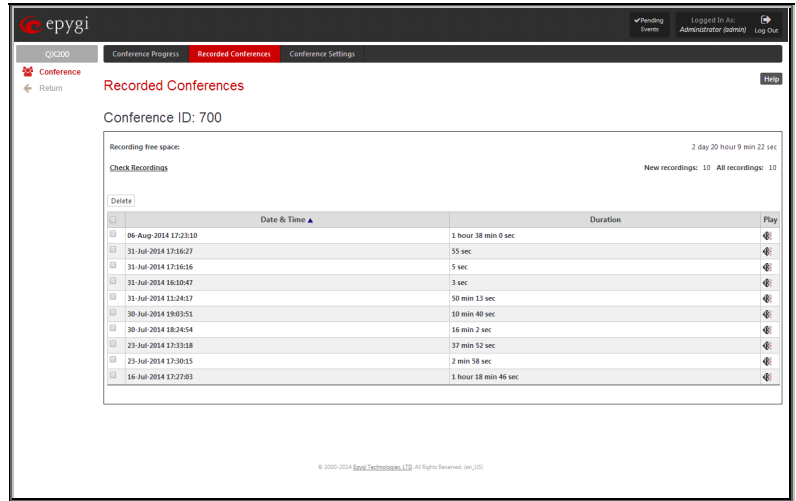 epygi
Pending Events
Logged In As:
Administrator (admin)
Log Out
QX200
Conference Progress
Recorded Conferences
Conference Settings
Conference
Return
Recorded Conferences
Help
Conference ID: 700
Recording free space: 2 day 20 hour 9 min 22 sec
Check Recordings New recordings: 10 All recordings: 10
Delete
Date & Time Duration Play
06-Aug-2014 17:23:10 1 hour 38 min 0 sec
31-Jul-2014 17:16:27 55 sec
31-Jul-2014 17:16:16 5 sec
31-Jul-2014 16:10:47 3 sec
31-Jul-2014 11:24:17 50 min 13 sec
30-Jul-2014 19:03:51 10 min 40 sec
30-Jul-2014 18:24:54 16 min 2 sec
23-Jul-2014 17:33:18 37 min 52 sec
23-Jul-2014 17:30:15 2 min 58 sec
16-Jul-2014 17:27:03 1 hour 18 min 46 sec
© 2000-2014 Epygi Technologies, LTD. All Rights Reserved. (en_US)